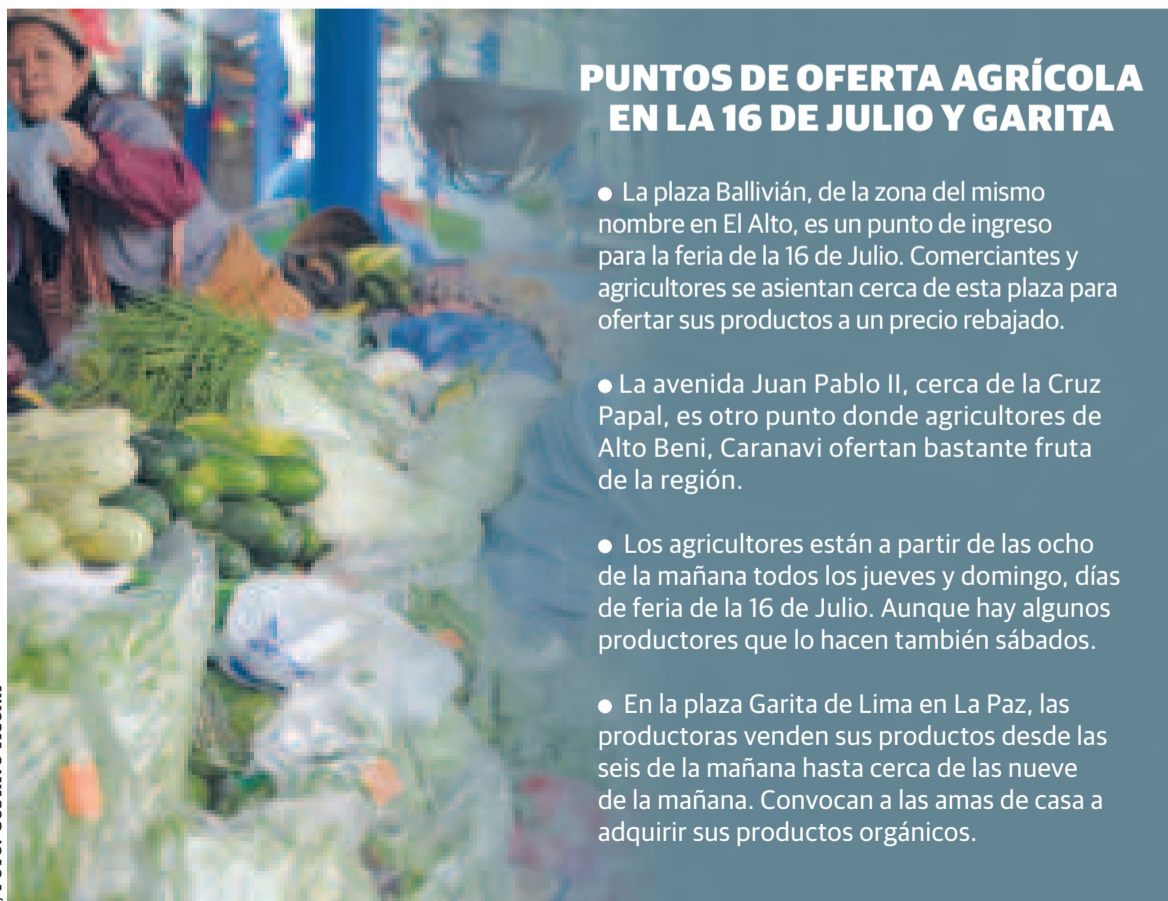 PUNTOS DE OFERTA AGRÍCOLA
EN LA 16 DE JULIO Y GARITA
● La plaza Ballivián, de la zona del mismo
nombre en El Alto, es un punto de ingreso
para la feria de la 16 de Julio. Comerciantes y
agricultores se asientan cerca de esta plaza para
ofertar sus productos a un precio rebajado.
● La avenida Juan Pablo II, cerca de la Cruz
Papal, es otro punto donde agricultores de
Alto Beni, Caranavi ofertan bastante fruta
de la región.
● Los agricultores están a partir de las ocho
de la mañana todos los jueves y domingo, días
de feria de la 16 de Julio. Aunque hay algunos
productores que lo hacen también sábados.
● En la plaza Garita de Lima en La Paz, las
productoras venden sus productos desde las
seis de la mañana hasta cerca de las nueve
de la mañana. Convocan a las amas de casa a
adquirir sus productos orgánicos.